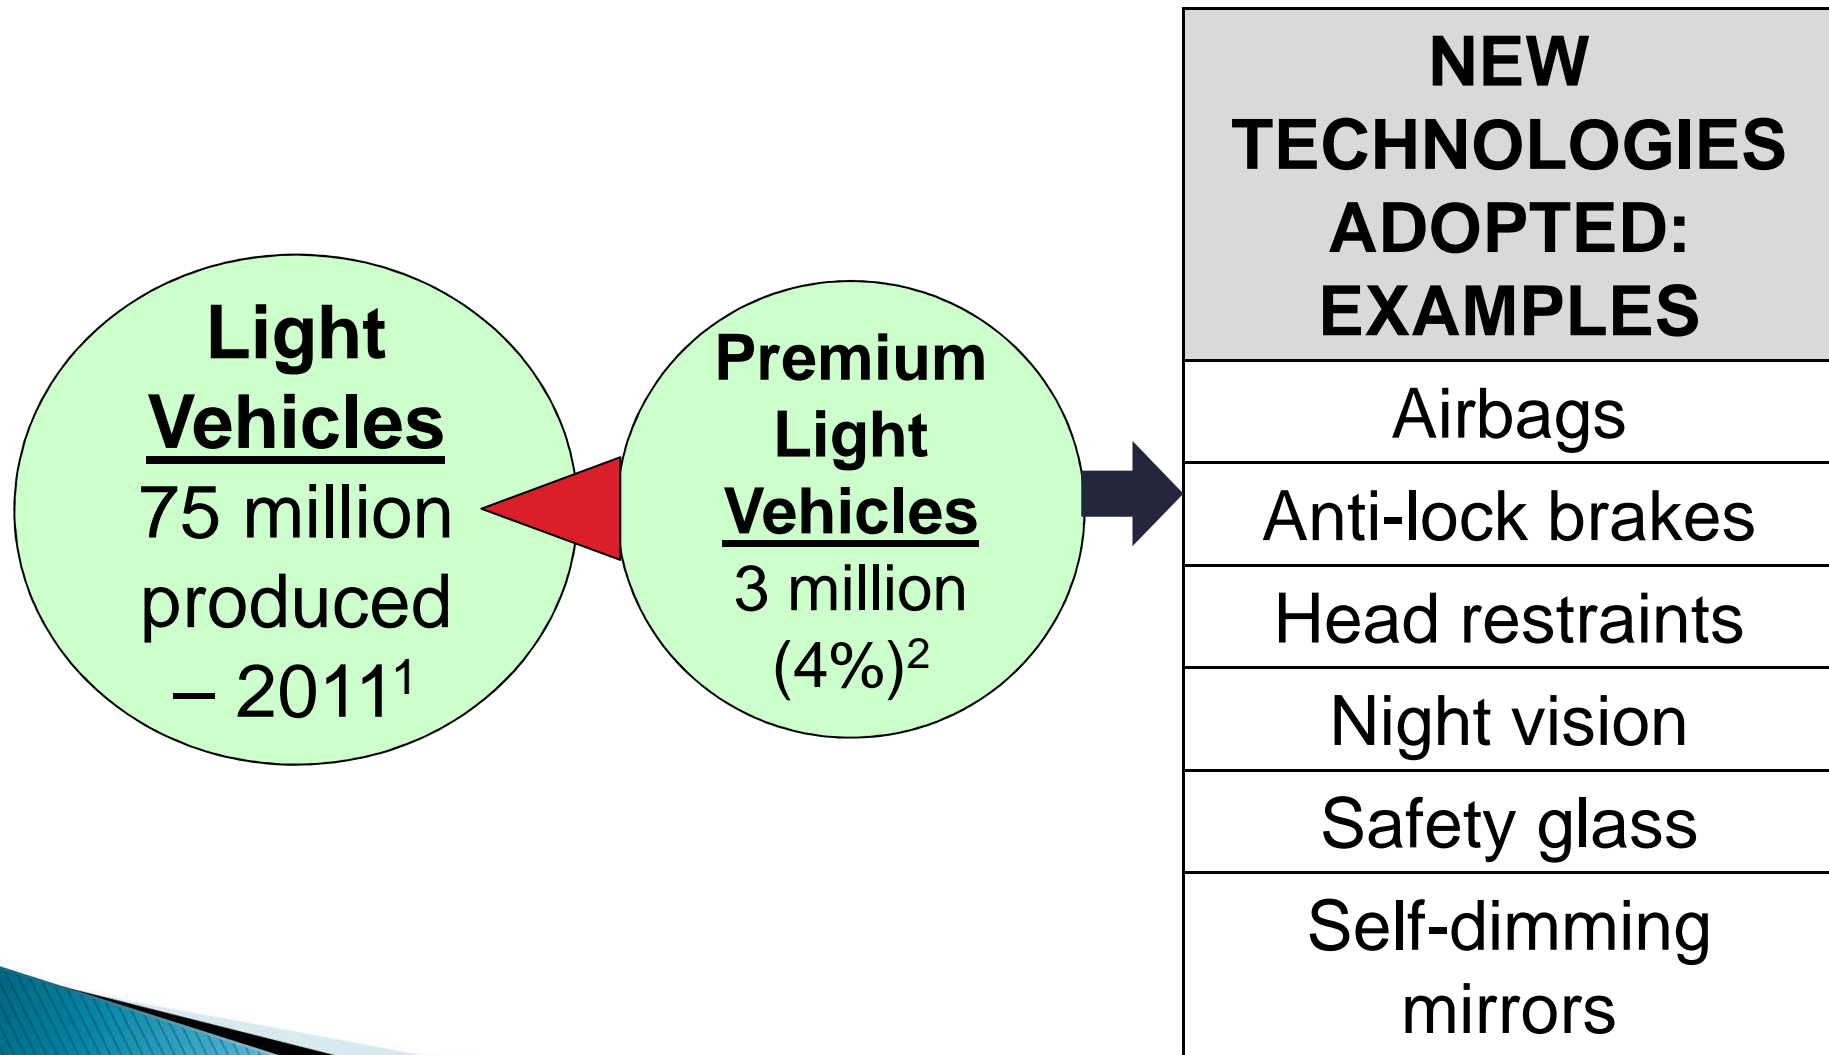 Light
Vehicles
75 million
produced
– 2011¹
Premium
Light
Vehicles
3 million
(4%)²
NEW
TECHNOLOGIES
ADOPTED:
EXAMPLES
Airbags
Anti-lock brakes
Head restraints
Night vision
Safety glass
Self-dimming
mirrors